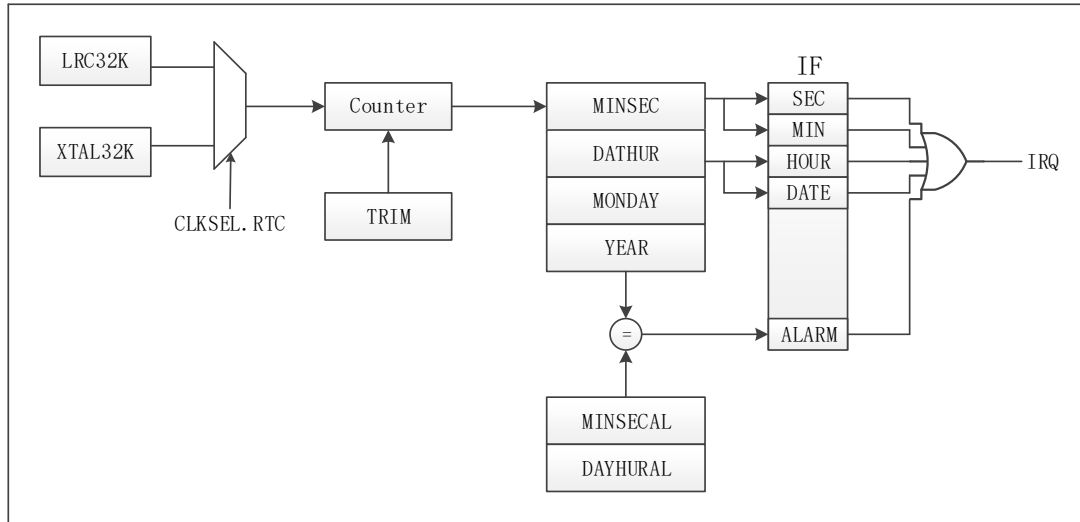 LRC32K
XTAL32K
CLKSEL.RTC
Counter
TRIM
MINSEC
DATHUR
MONDAY
YEAR
=
MINSECAL
DAYHURAL
IF
SEC
MIN
HOUR
DATE
ALARM
IRQ